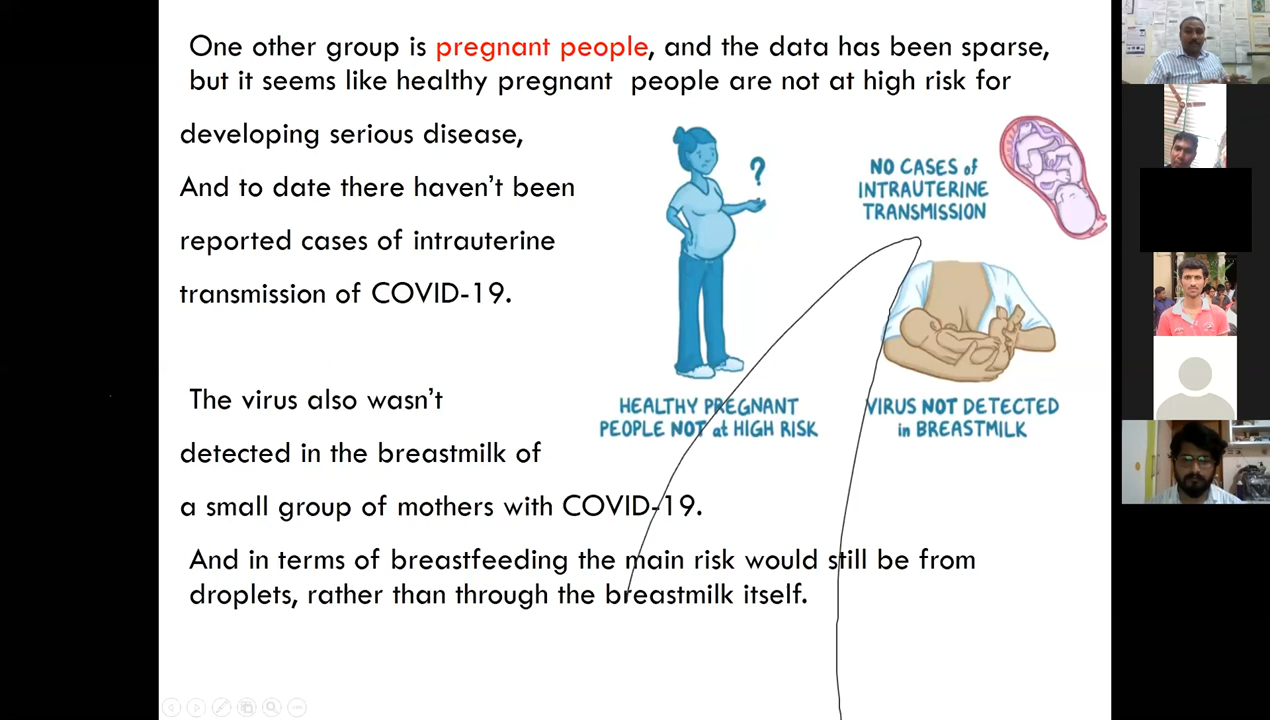 One other group is pregnant people, and the data has been sparse,
but it seems like healthy pregnant people are not at high risk for
developing serious disease,
And to date there haven't been
reported cases of intrauterine
transmission of COVID-19.
?
NO CASES of
INTRAUTERINE
TRANSMISSION
HEALTHY PREGNANT
PEOPLE NOT at HIGH RISK
VIRUS NOT DETECTED
in BREASTMILK
The virus also wasn't
detected in the breastmilk of
a small group of mothers with COVID-19.
And in terms of breastfeeding the main risk would still be from
droplets, rather than through the breastmilk itself.